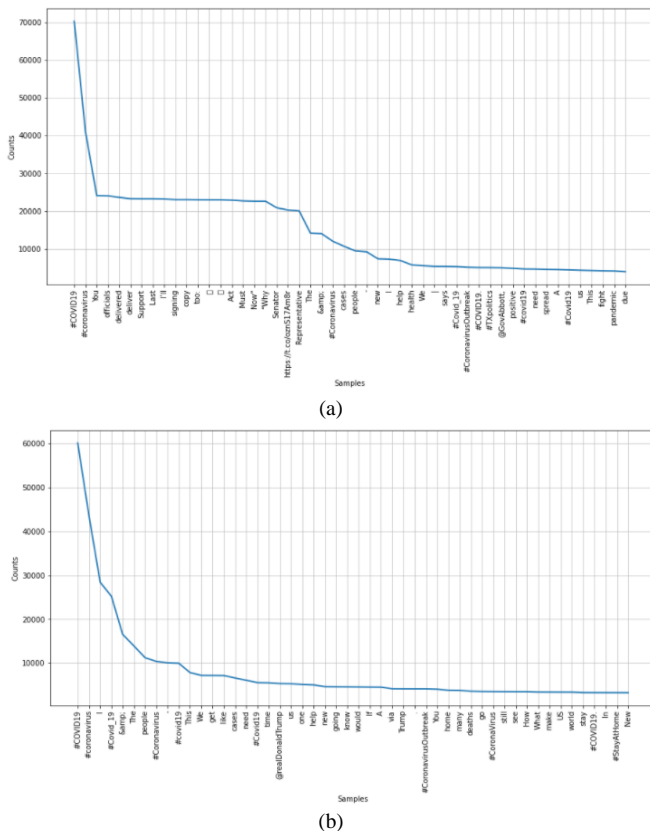 70000
60000
50000
40000
30000
20000
10000
Counts
#COVID19
#coronavirus
You
officials
delivered
deliver
Support
Last
I'll
signing
copy
too:
Act
Must
Now"
"Why
Senator
Representative
The
&amp;
#Coronavirus
cases
people
-
new
I
help
health
We
|
says
#Covid_19
#CoronavirusOutbreak
#COVID19.
#TXpolitics
@GovAbbott,
positive
#covid19
need
spread
A
#Covid19
us
This
fight
pandemic
due
Samples
(a)
60000
50000
40000
30000
20000
10000
Counts
#COVID19
#coronavirus
I
#Covid_19
&amp;
The
people
#Coronavirus
-
#covid19
This
We
get
like
cases
need
#Covid19
time
@realDonaldTrump
us
one
help
new
going
know
would
If
A
via
Trump
#CoronavirusOutbreak
You
home
many
deaths
go
#CoronaVirus
still
see
How
What
make
US
world
stay
#COVID19.
In
#StayAtHome
New
Samples
(b)